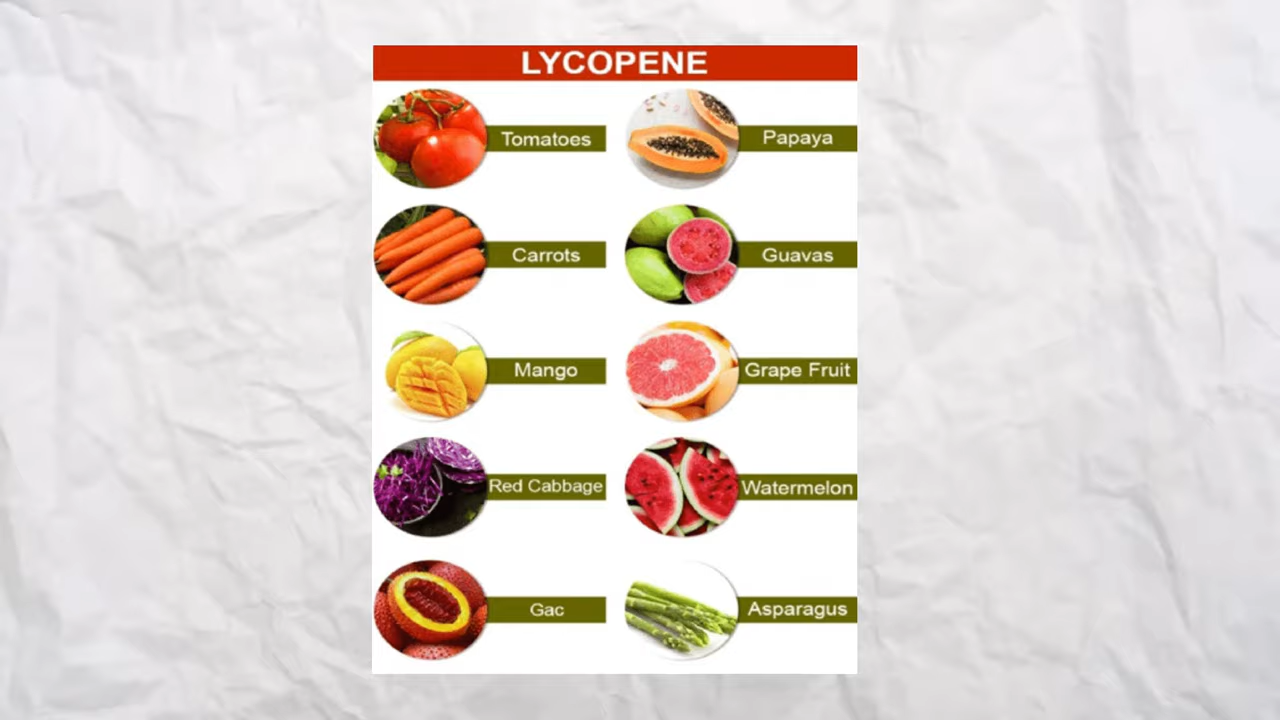 LYCOPENE
Tomatoes
Papaya
Carrots
Guavas
Mango
Grape Fruit
Red Cabbage
Watermelon
Gac
Asparagus